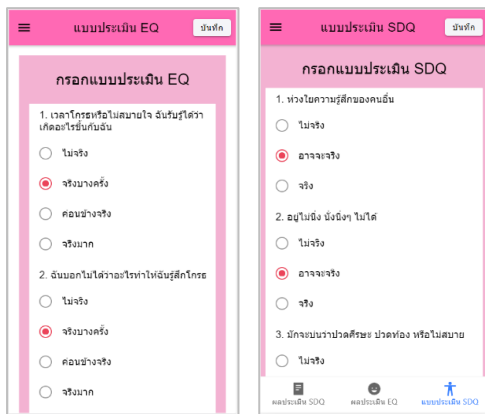 แบบประเมิน EQ
บันทึก
กรอกแบบประเมิน EQ
1. เวลาโกรธหรือไม่สบายใจ ฉันรับรู้ได้ว่า
เกิดอะไรขึ้นกับฉัน
ไม่จริง
จริงบางครั้ง
ค่อนข้างจริง
จริงมาก
2. ฉันบอกไม่ได้ว่าอะไรทำให้ฉันรู้สึกโกรธ
ไม่จริง
จริงบางครั้ง
ค่อนข้างจริง
จริงมาก
แบบประเมิน SDQ
บันทึก
กรอกแบบประเมิน SDQ
1. ห่วงใยความรู้สึกของคนอื่น
ไม่จริง
อาจจะจริง
จริง
2. อยู่ไม่นิ่ง นั่งนิ่งๆ ไม่ได้
ไม่จริง
อาจจะจริง
จริง
3. มักจะบ่นว่าปวดศีรษะ ปวดท้อง หรือไม่สบาย
ไม่จริง
ผลประเมิน SDQ
ผลประเมิน EQ
แบบประเมิน SDQ